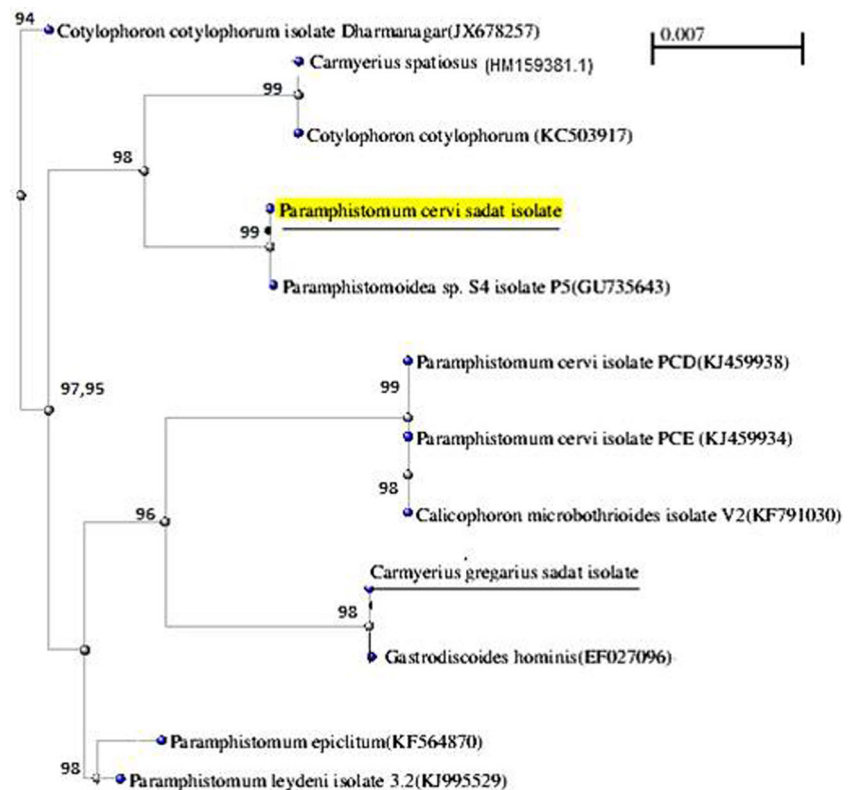 94
Cotylophoron cotylophorum isolate Dharmanagar(JX678257)
0.007
Carmyerius spatiosus (HM159381.1)
99
Cotylophoron cotylophorum (KC503917)
98
Paramphistomum cervi sadat isolate
99
Paramphistomoidea sp. S4 isolate P5(GU735643)
Paramphistomum cervi isolate PCD(KJ459938)
99
97,95
Paramphistomum cervi isolate PCE (KJ459934)
98
Calicophoron microbothrioides isolate V2(KF791030)
96
Carmyerius gregarius sadat isolate
98
Gastrodiscoides hominis(EF027096)
Paramphistomum epiclitum(KF564870)
98
Paramphistomum leydeni isolate 3.2(KJ995529)